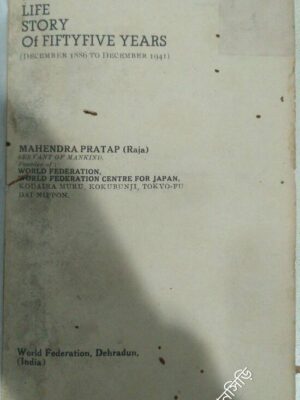 LIFE
STORY
Of FIFTYFIVE YEARS
(DECEMBER 1886 TO DECEMBER 1941)
MAHENDRA PRATAP (Raja)
SERVANT OF MANKIND.
President of
WORLD FEDERATION,
WORLD FEDERATION CENTRE FOR JAPAN,
KODAIRA MURU, KOKUBUNJI, TOKYO-FU
DAI NIPPON.
World Federation, Dehradun,
(India)